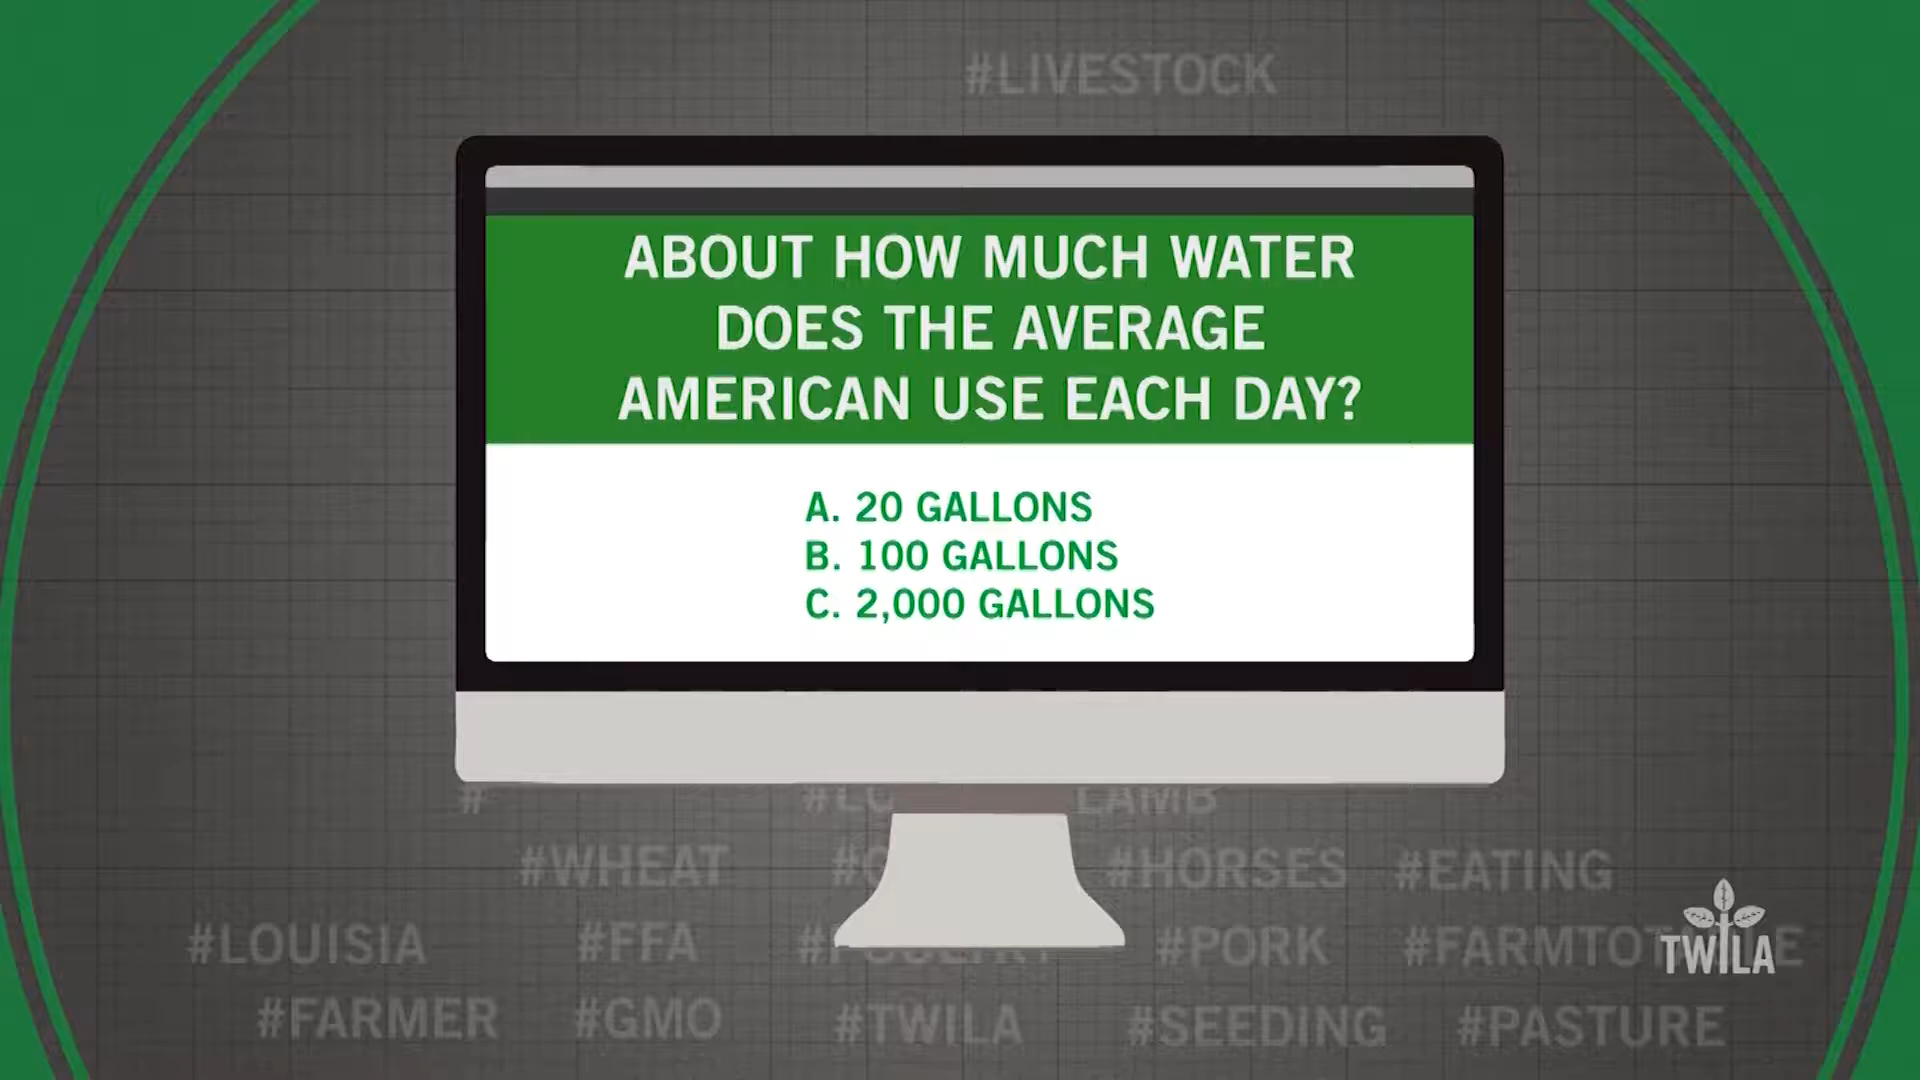 #LIVESTOCK
ABOUT HOW MUCH WATER
DOES THE AVERAGE
AMERICAN USE EACH DAY?
A. 20 GALLONS
B. 100 GALLONS
C. 2,000 GALLONS
LAMB
#WHEAT #HORSES #EATING
#LOUISIA #FFA #PORK
TWILA
#FARMER #GMO #TWILA #SEEDING #PASTURE